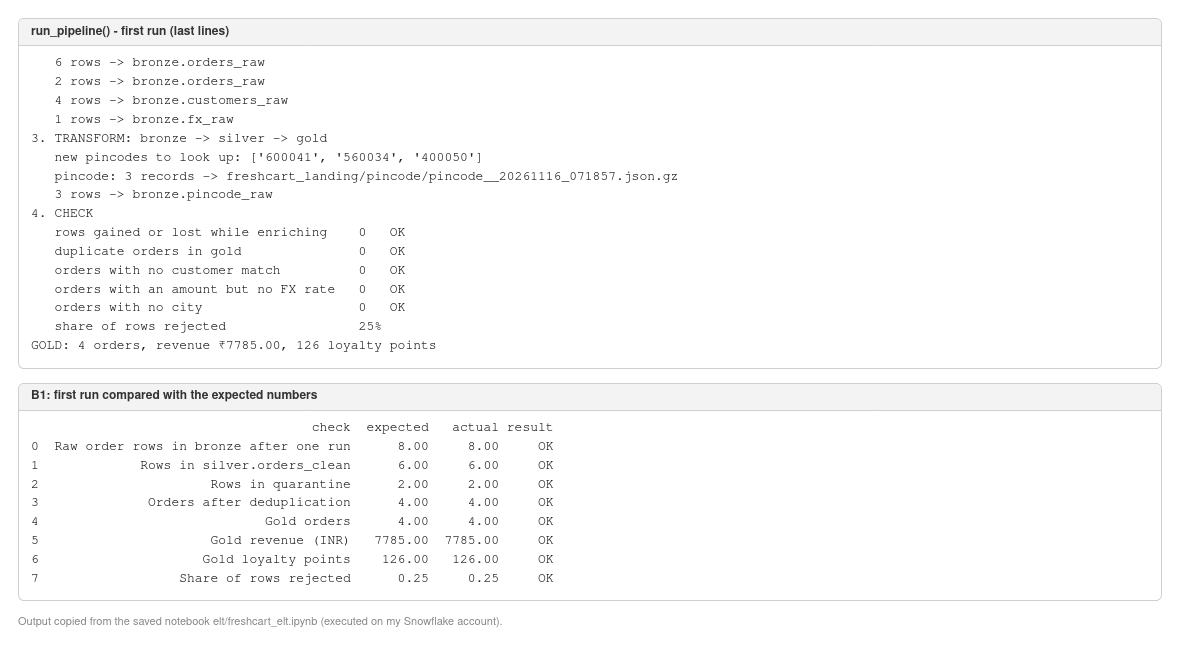 run_pipeline() - first run (last lines)
6 rows -> bronze.orders_raw
2 rows -> bronze.orders_raw
4 rows -> bronze.customers_raw
1 rows -> bronze.fx_raw
3. TRANSFORM: bronze -> silver -> gold
new pincodes to look up: ['600041', '560034', '400050']
pincode: 3 records -> freshcart_landing/pincode/pincode__20261116_071857.json.gz
3 rows -> bronze.pincode_raw
4. CHECK
rows gained or lost while enriching 0 OK
duplicate orders in gold 0 OK
orders with no customer match 0 OK
orders with an amount but no FX rate 0 OK
orders with no city 0 OK
share of rows rejected 25%
GOLD: 4 orders, revenue ₹7785.00, 126 loyalty points
B1: first run compared with the expected numbers
check expected actual result
0 Raw order rows in bronze after one run 8.00 8.00 OK
1 Rows in silver.orders_clean 6.00 6.00 OK
2 Rows in quarantine 2.00 2.00 OK
3 Orders after deduplication 4.00 4.00 OK
4 Gold orders 4.00 4.00 OK
5 Gold revenue (INR) 7785.00 7785.00 OK
6 Gold loyalty points 126.00 126.00 OK
7 Share of rows rejected 0.25 0.25 OK
Output copied from the saved notebook elt/freshcart_elt.ipynb (executed on my Snowflake account).